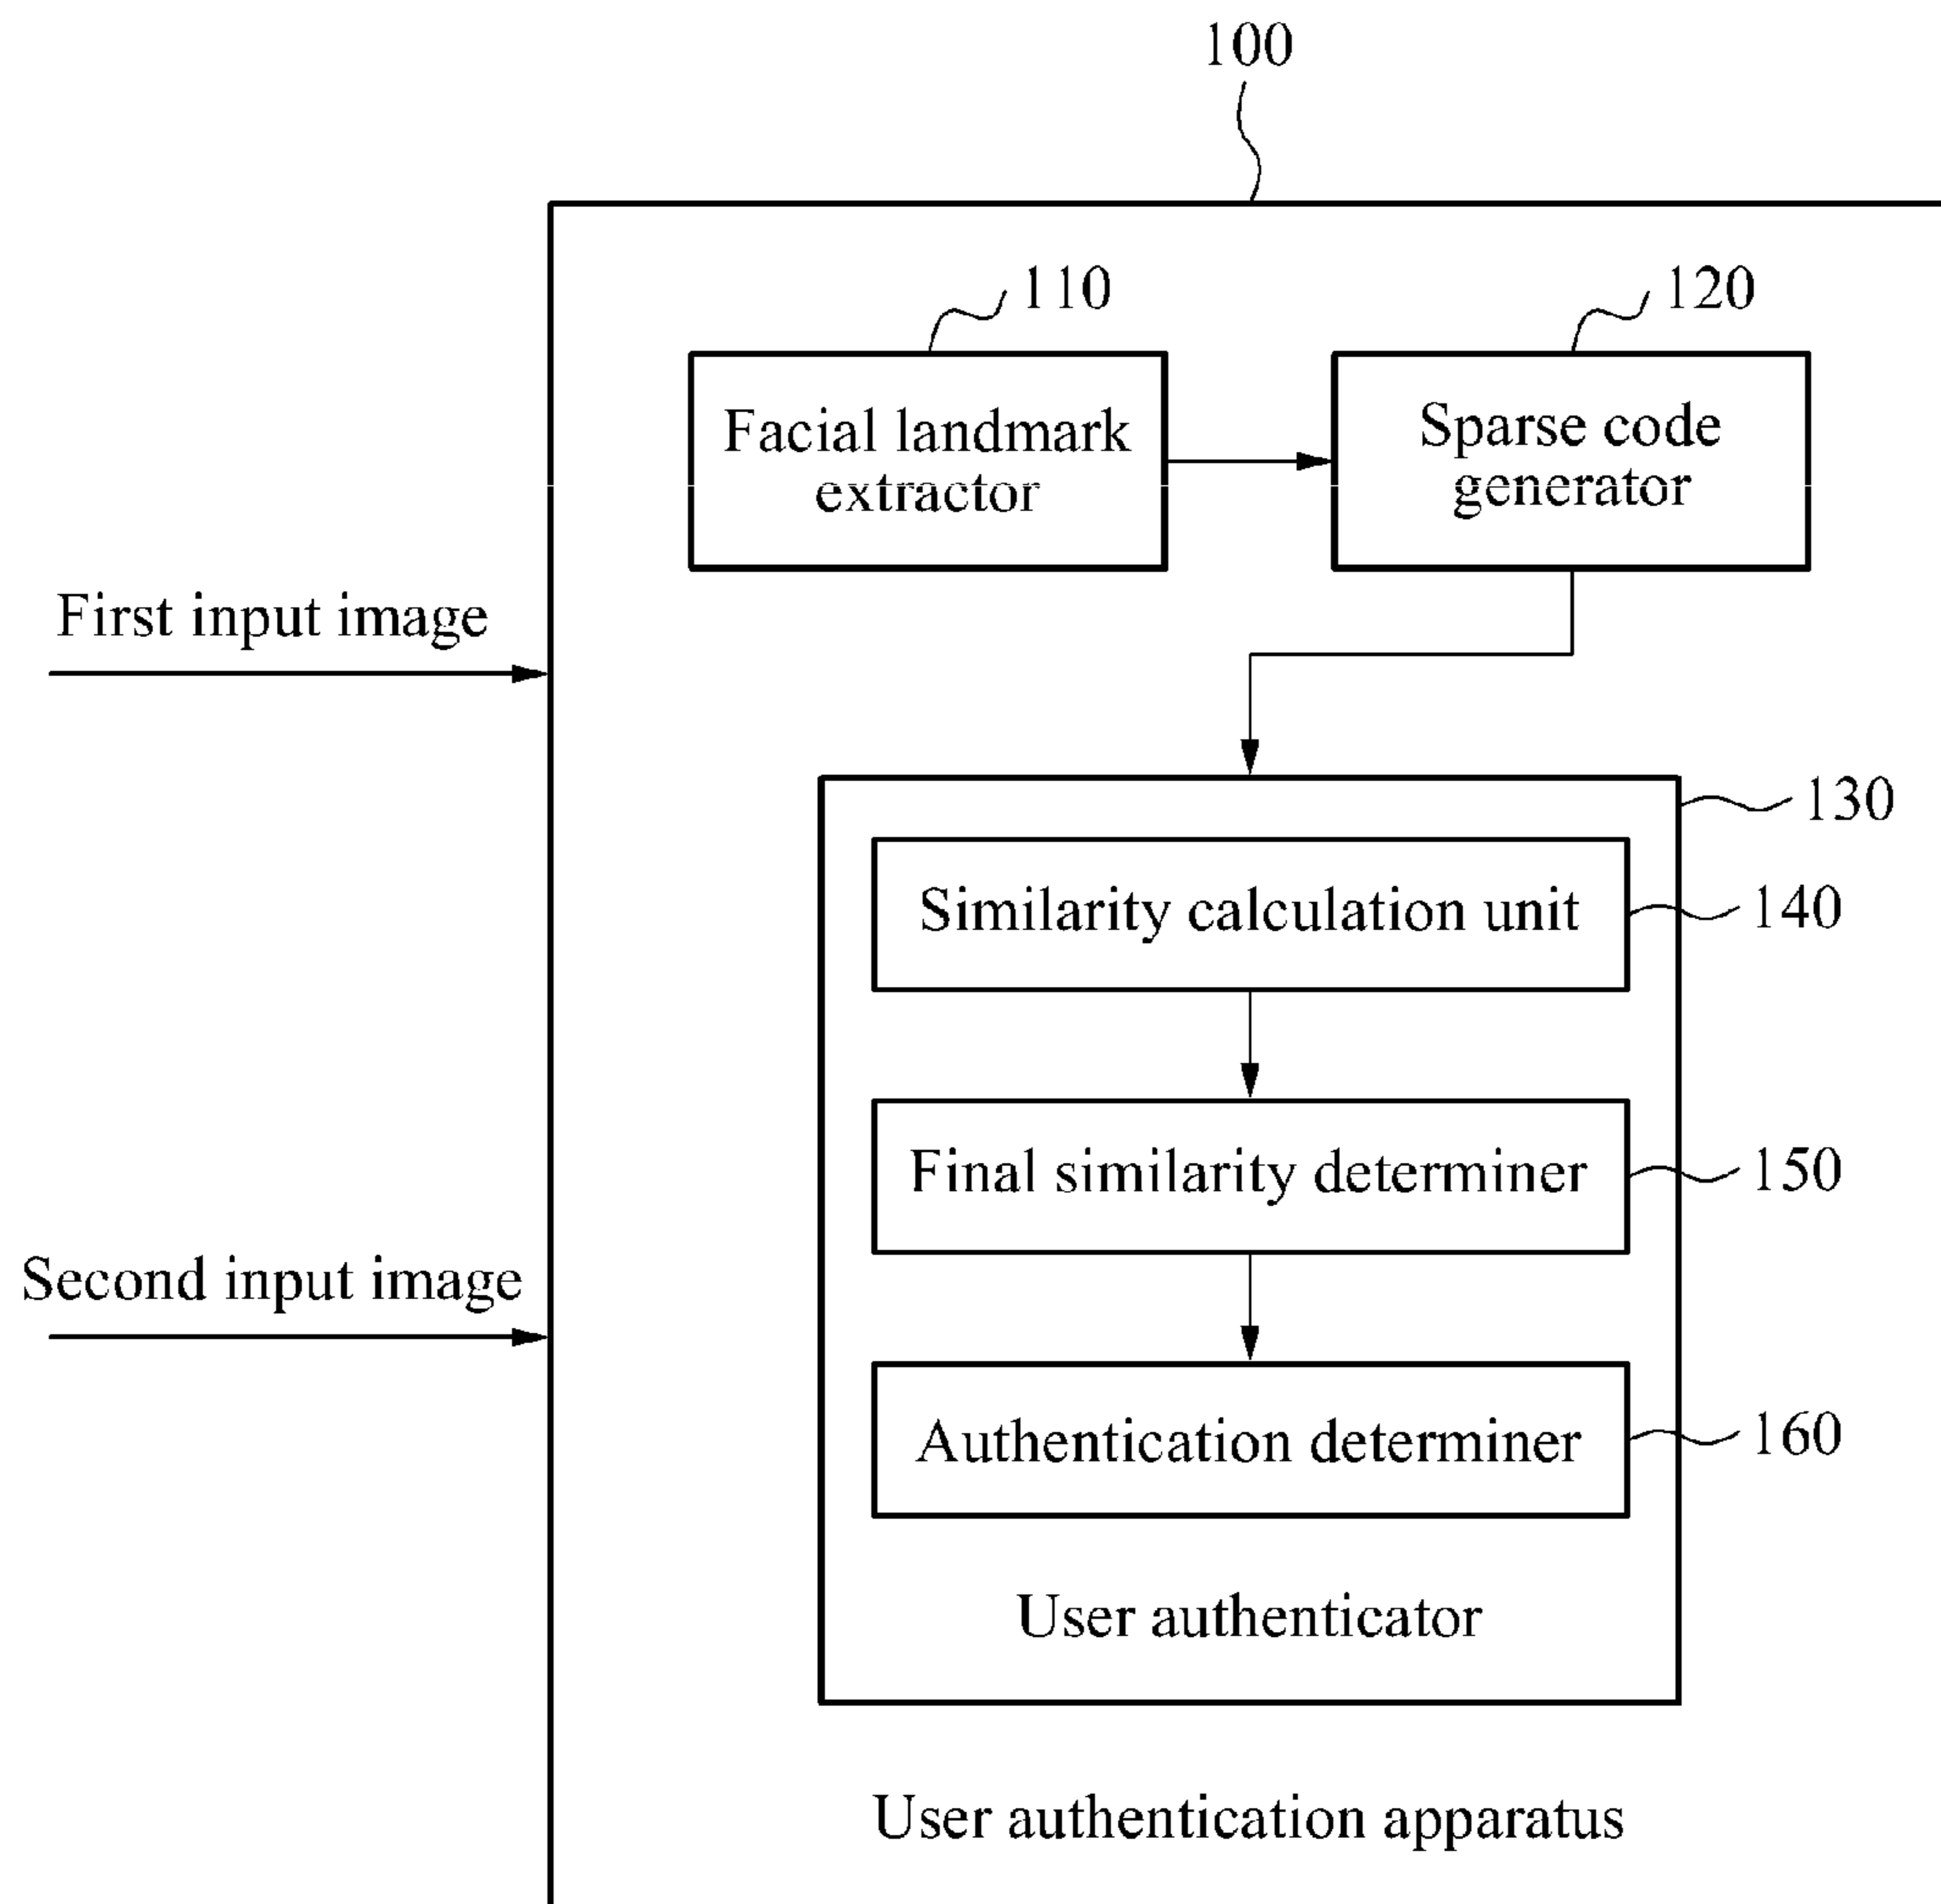 100
110
120
Facial landmark
extractor
Sparse code
generator
First input image
130
Similarity calculation unit
140
Final similarity determiner
150
Second input image
Authentication determiner
160
User authenticator
User authentication apparatus